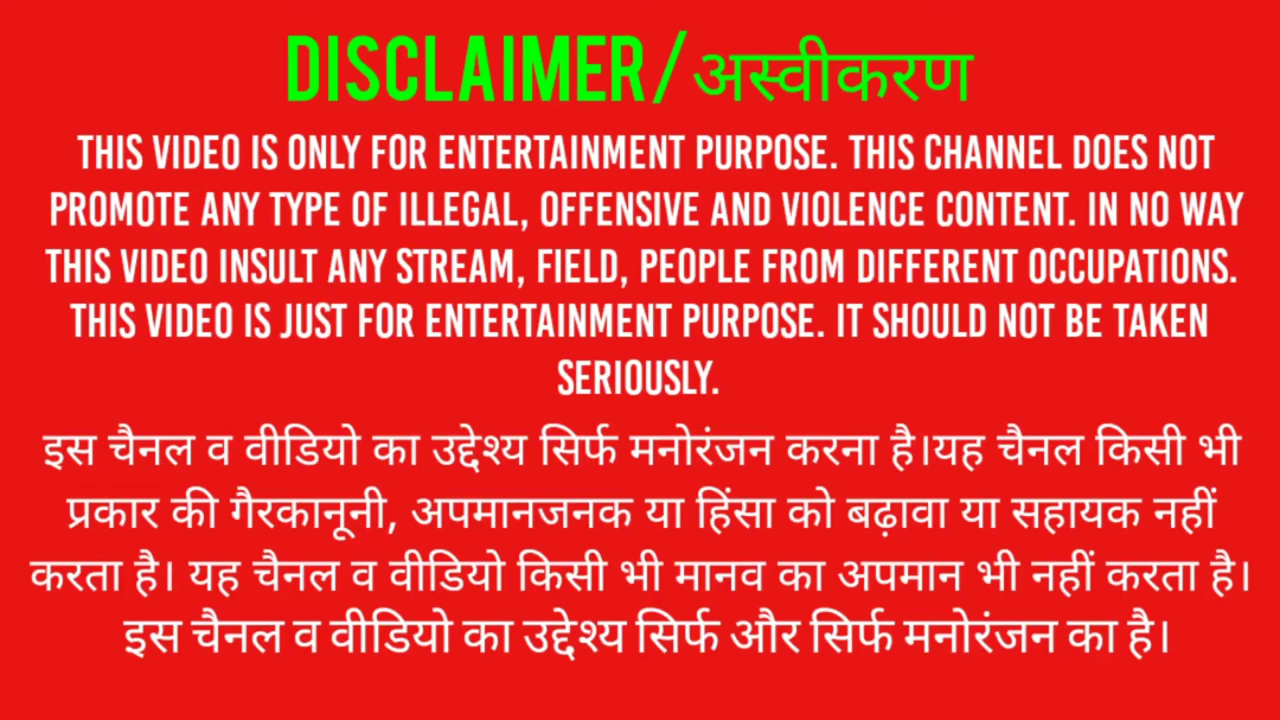 DISCLAIMER/अस्वीकरण
THIS VIDEO IS ONLY FOR ENTERTAINMENT PURPOSE. THIS CHANNEL DOES NOT
PROMOTE ANY TYPE OF ILLEGAL, OFFENSIVE AND VIOLENCE CONTENT. IN NO WAY
THIS VIDEO INSULT ANY STREAM, FIELD, PEOPLE FROM DIFFERENT OCCUPATIONS.
THIS VIDEO IS JUST FOR ENTERTAINMENT PURPOSE. IT SHOULD NOT BE TAKEN
SERIOUSLY.
इस चैनल व वीडियो का उद्देश्य सिर्फ मनोरंजन करना है।यह चैनल किसी भी
प्रकार की गैरकानूनी, अपमानजनक या हिंसा को बढ़ावा या सहायक नहीं
करता है। यह चैनल व वीडियो किसी भी मानव का अपमान भी नहीं करता है।
इस चैनल व वीडियो का उद्देश्य सिर्फ और सिर्फ मनोरंजन का है।